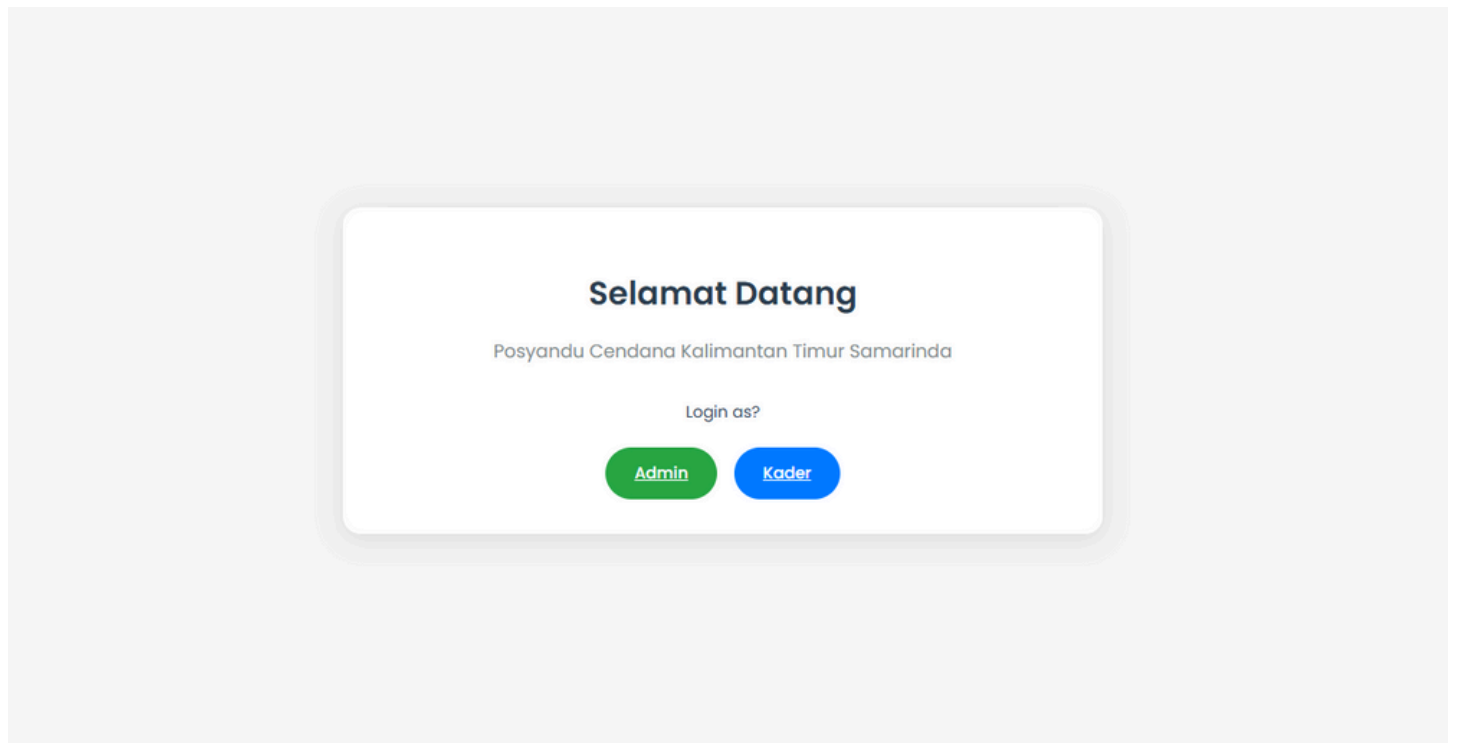 Selamat Datang
Posyandu Cendana Kalimantan Timur Samarinda
Login as?
Admin Kader